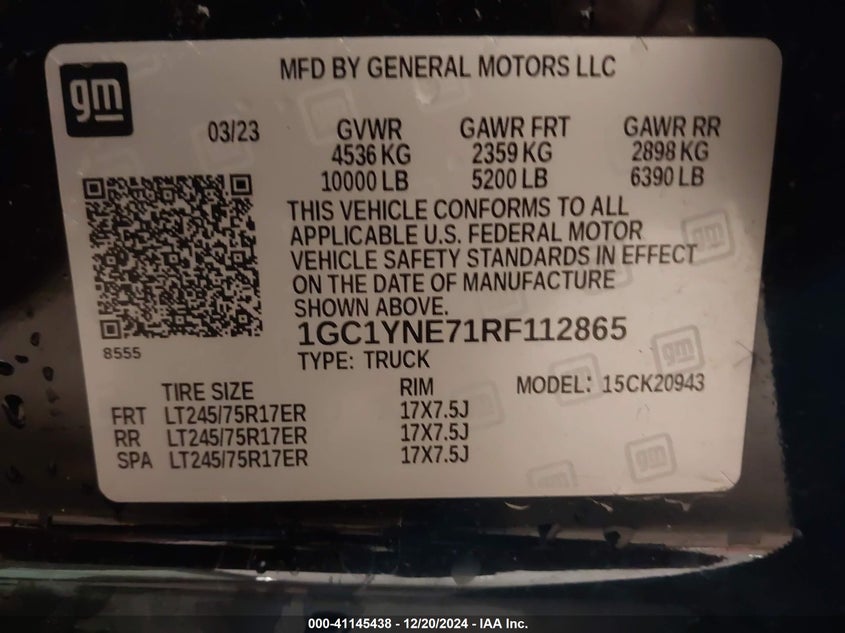 gm
MFD BY GENERAL MOTORS LLC
03/23 GVWR GAWR FRT GAWR RR
4536 KG 2359 KG 2898 KG
10000 LB 5200 LB 6390 LB
THIS VEHICLE CONFORMS TO ALL
APPLICABLE U.S. FEDERAL MOTOR
VEHICLE SAFETY STANDARDS IN EFFECT
ON THE DATE OF MANUFACTURE
SHOWN ABOVE.
8555
1GC1YNE71RF112865
TYPE: TRUCK
TIRE SIZE RIM MODEL: 15CK20943
FRT LT245/75R17ER 17X7.5J
RR LT245/75R17ER 17X7.5J
SPA LT245/75R17ER 17X7.5J
gm
gm
gm
000-41145438 - 12/20/2024 - IAA Inc.